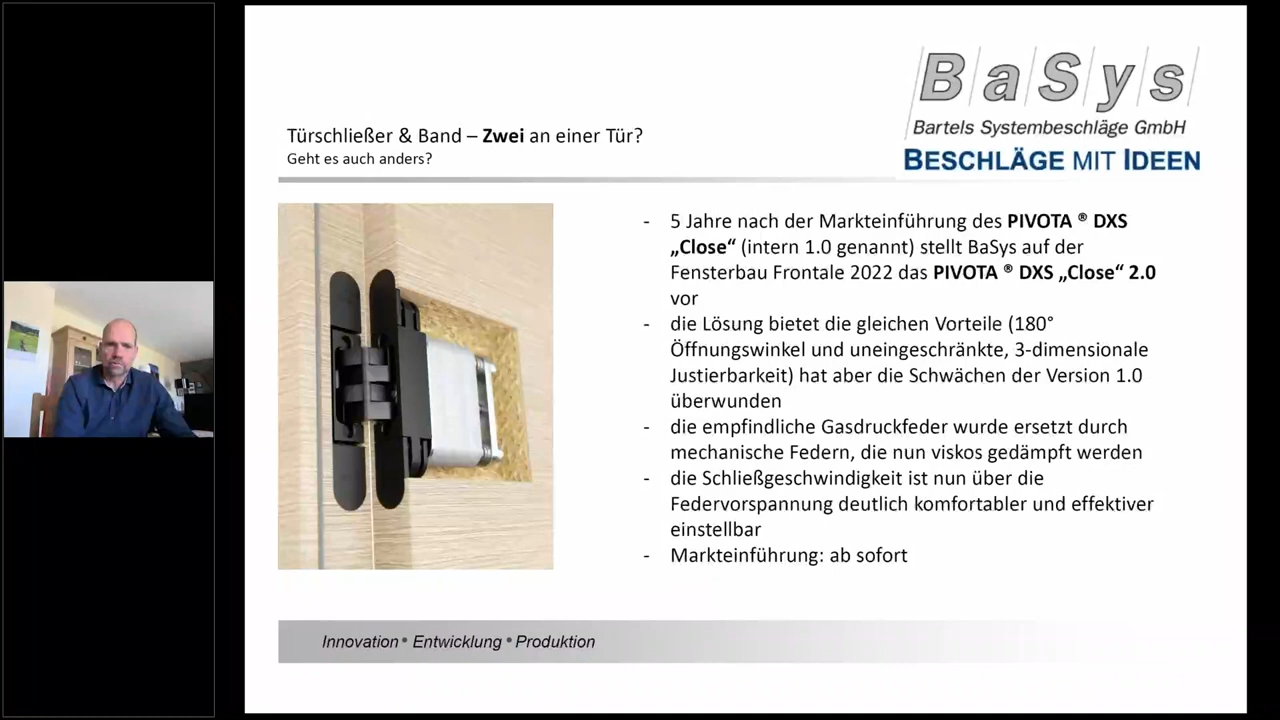 BaSys
Bartels Systembeschläge GmbH
BESCHLÄGE MIT IDEEN
Türschließer & Band – Zwei an einer Tür?
Geht es auch anders?
- 5 Jahre nach der Markteinführung des PIVOTA ® DXS
„Close“ (intern 1.0 genannt) stellt BaSys auf der
Fensterbau Frontale 2022 das PIVOTA ® DXS „Close“ 2.0
vor
- die Lösung bietet die gleichen Vorteile (180°
Öffnungswinkel und uneingeschränkte, 3-dimensionale
Justierbarkeit) hat aber die Schwächen der Version 1.0
überwunden
- die empfindliche Gasdruckfeder wurde ersetzt durch
mechanische Federn, die nun viskos gedämpft werden
- die Schließgeschwindigkeit ist nun über die
Federvorspannung deutlich komfortabler und effektiver
einstellbar
- Markteinführung: ab sofort
Innovation • Entwicklung • Produktion